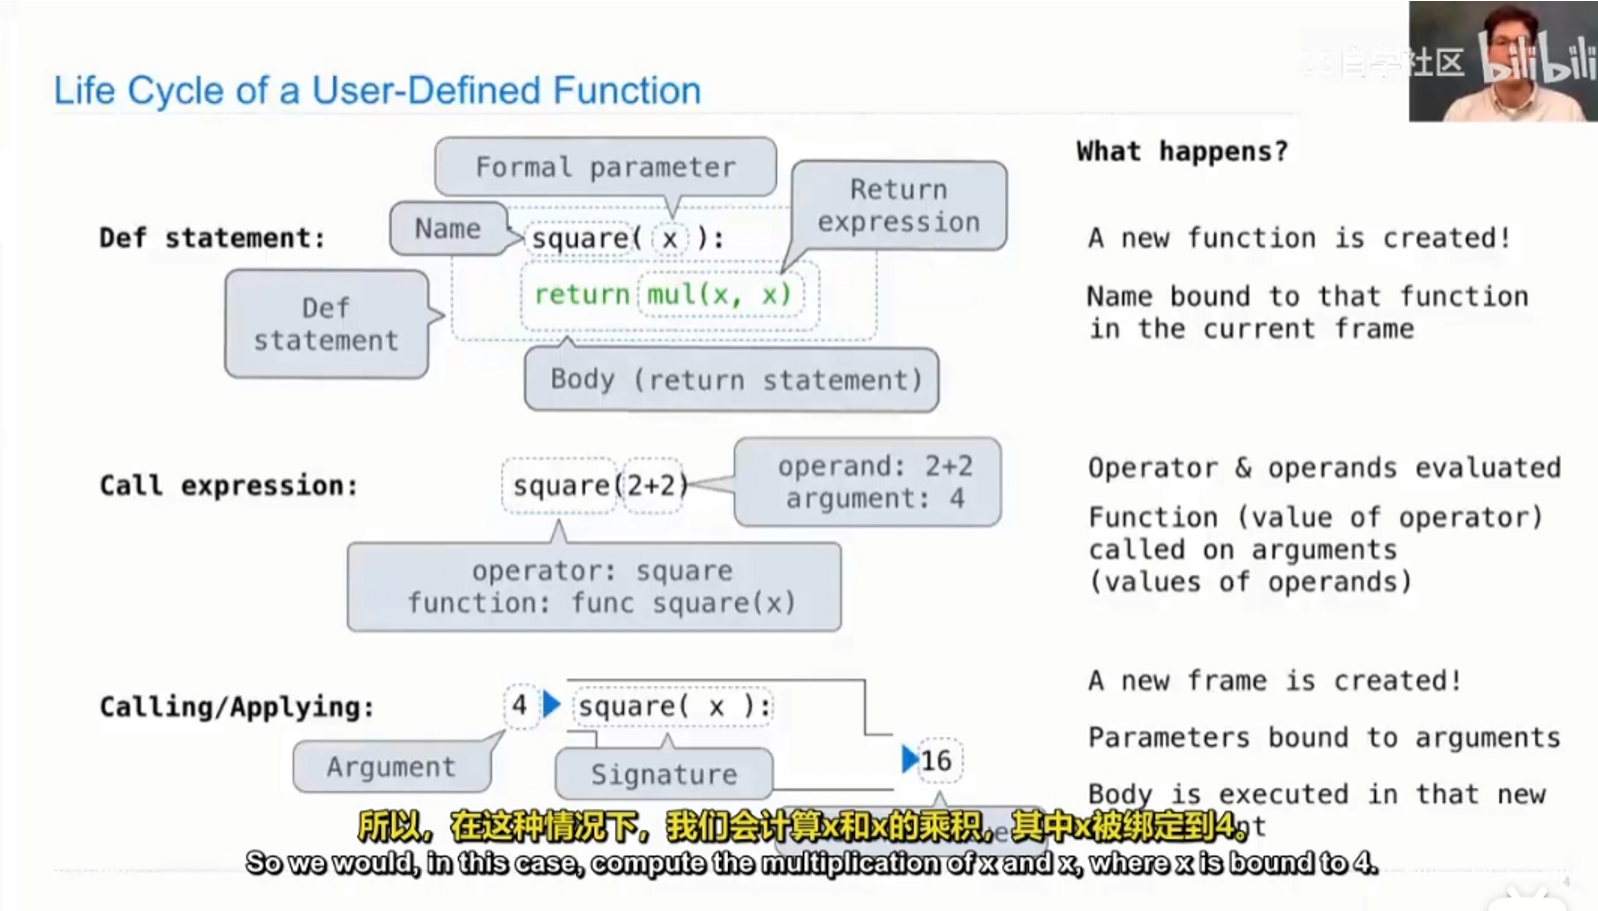 自学社区 bilibili
Life Cycle of a User-Defined Function
What happens?
Formal parameter
Return
expression
Name
Def statement:
square( x ):
A new function is created!
return mul(x, x)
Name bound to that function
in the current frame
Def
statement
Body (return statement)
Call expression:
square(2+2)
operand: 2+2
argument: 4
Operator & operands evaluated
Function (value of operator)
called on arguments
(values of operands)
operator: square
function: func square(x)
Calling/Applying:
4
square( x ):
A new frame is created!
Argument
Signature
16
Parameters bound to arguments
Body is executed in that new
所以，在这种情况下，我们会计算x和x的乘积，其中x被绑定到4。
So we would, in this case, compute the multiplication of x and x, where x is bound to 4.
4